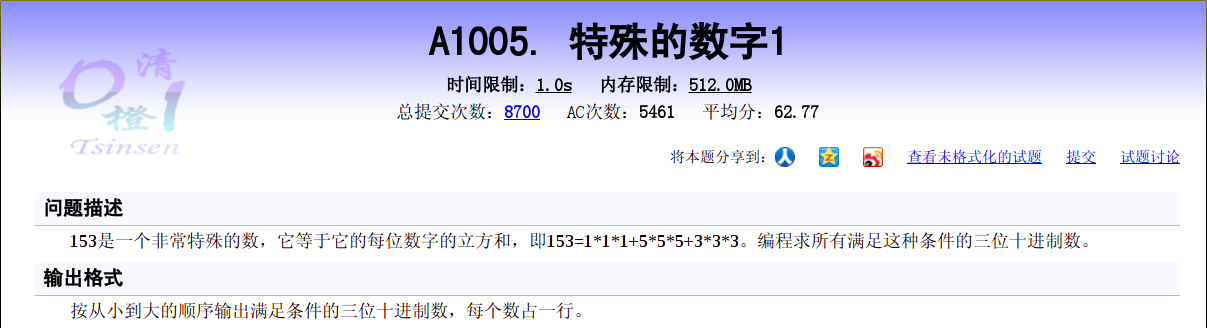 A1005. 特殊的数字1
清
橙
Tsinsen
时间限制：1.0s 内存限制：512.0MB
总提交次数：8700 AC次数：5461 平均分：62.77
将本题分享到： 查看未格式化的试题 提交 试题讨论
问题描述
153是一个非常特殊的数，它等于它的每位数字的立方和，即153=1*1*1+5*5*5+3*3*3。编程求所有满足这种条件的三位十进制数。
输出格式
按从小到大的顺序输出满足条件的三位十进制数，每个数占一行。